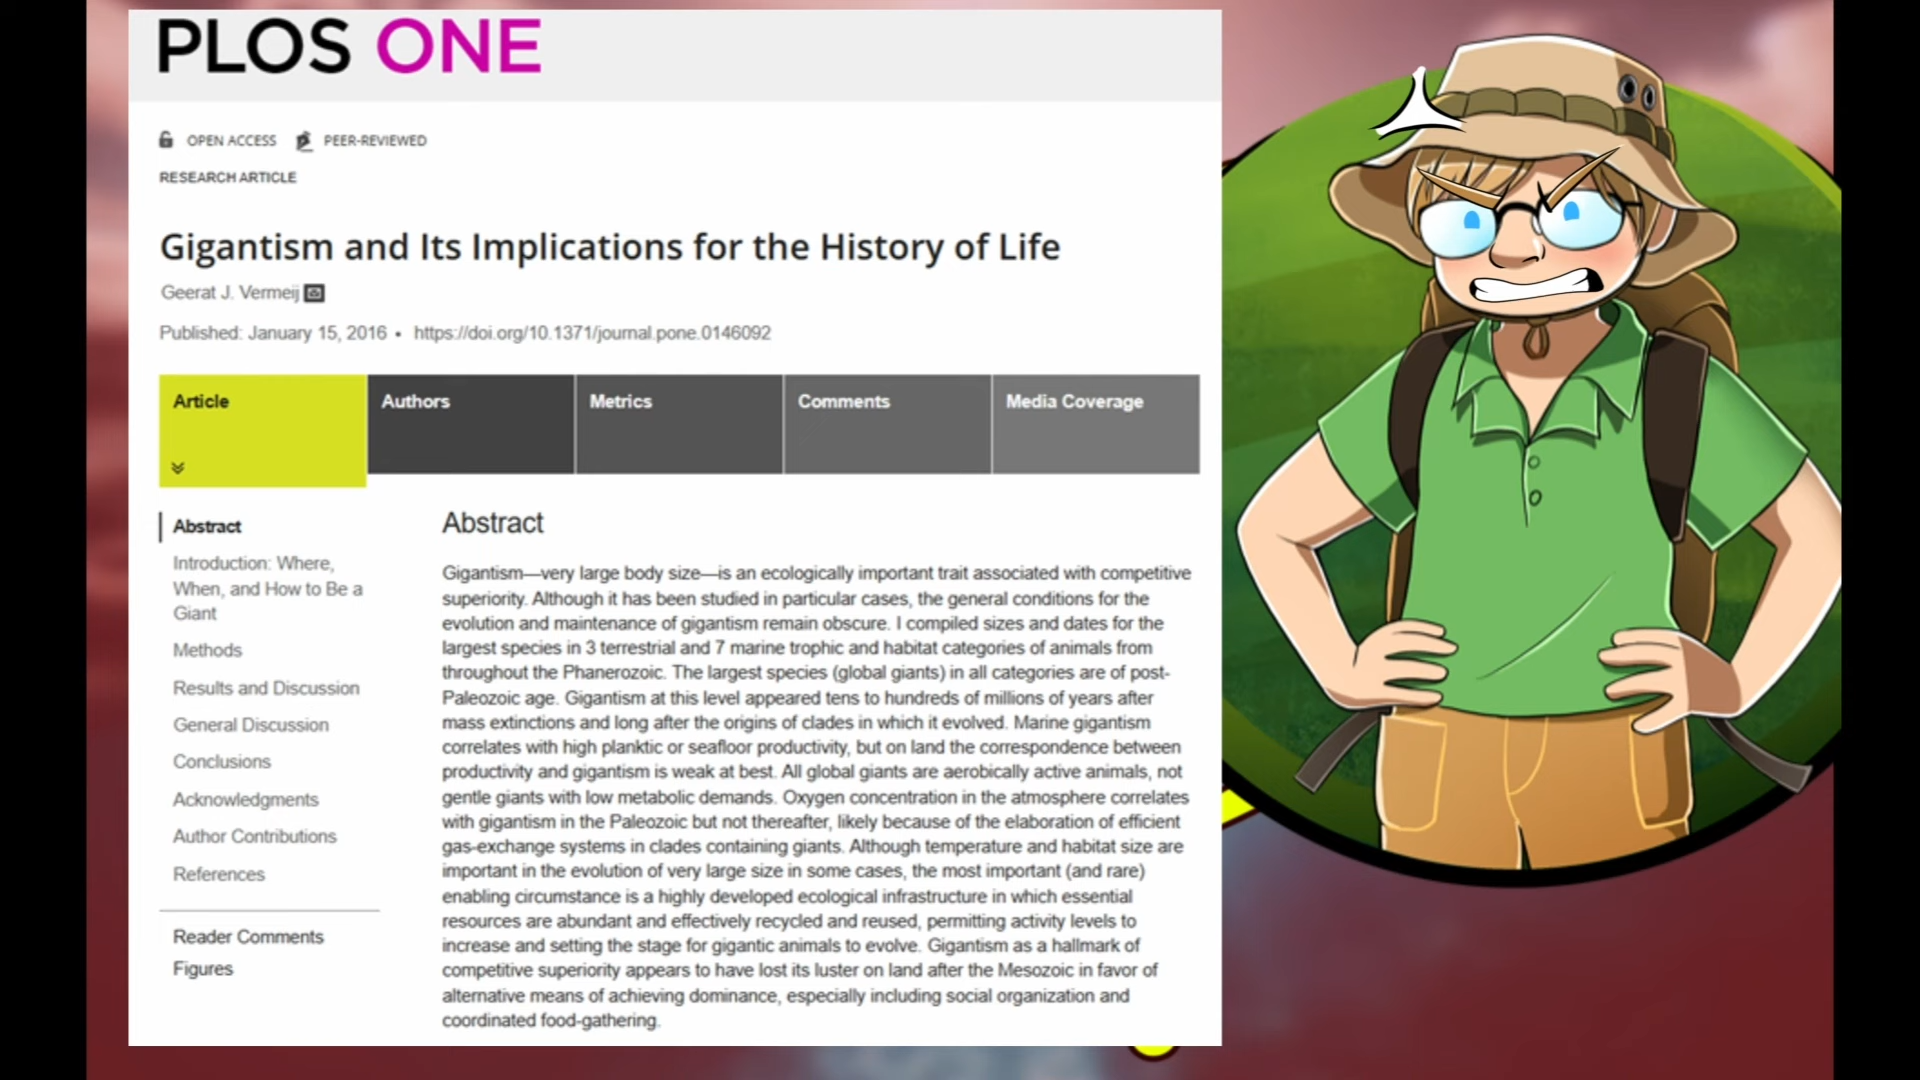 PLOS ONE
OPEN ACCESS PEER-REVIEWED
RESEARCH ARTICLE
Gigantism and Its Implications for the History of Life
Geerat J. Vermeij
Published: January 15, 2016 • https://doi.org/10.1371/journal.pone.0146092
Article
Authors
Metrics
Comments
Media Coverage
Abstract
Introduction: Where,
When, and How to Be a
Giant
Methods
Results and Discussion
General Discussion
Conclusions
Acknowledgments
Author Contributions
References
Reader Comments
Figures
Abstract
Gigantism—very large body size—is an ecologically important trait associated with competitive
superiority. Although it has been studied in particular cases, the general conditions for the
evolution and maintenance of gigantism remain obscure. I compiled sizes and dates for the
largest species in 3 terrestrial and 7 marine trophic and habitat categories of animals from
throughout the Phanerozoic. The largest species (global giants) in all categories are of post-
Paleozoic age. Gigantism at this level appeared tens to hundreds of millions of years after
mass extinctions and long after the origins of clades in which it evolved. Marine gigantism
correlates with high planktic or seafloor productivity, but on land the correspondence between
productivity and gigantism is weak at best. All global giants are aerobically active animals, not
gentle giants with low metabolic demands. Oxygen concentration in the atmosphere correlates
with gigantism in the Paleozoic but not thereafter, likely because of the elaboration of efficient
gas-exchange systems in clades containing giants. Although temperature and habitat size are
important in the evolution of very large size in some cases, the most important (and rare)
enabling circumstance is a highly developed ecological infrastructure in which essential
resources are abundant and effectively recycled and reused, permitting activity levels to
increase and setting the stage for gigantic animals to evolve. Gigantism as a hallmark of
competitive superiority appears to have lost its luster on land after the Mesozoic in favor of
alternative means of achieving dominance, especially including social organization and
coordinated food-gathering.